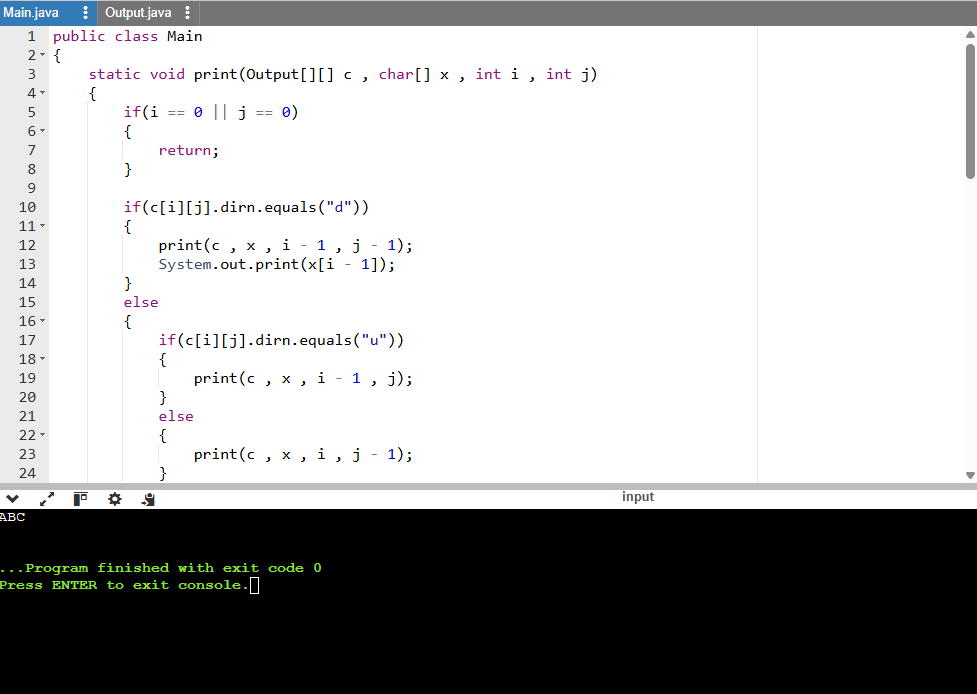 Main.java Output.java
1 public class Main
2 {
3 static void print(Output[][] c , char[] x , int i , int j)
4 {
5 if(i == 0 || j == 0)
6 {
7 return;
8 }
9
10 if(c[i][j].dirn.equals("d"))
11 {
12 print(c , x , i - 1 , j - 1);
13 System.out.print(x[i - 1]);
14 }
15 else
16 {
17 if(c[i][j].dirn.equals("u"))
18 {
19 print(c , x , i - 1 , j);
20 }
21 else
22 {
23 print(c , x , i , j - 1);
24 }
input
ABC
...Program finished with exit code 0
Press ENTER to exit console.